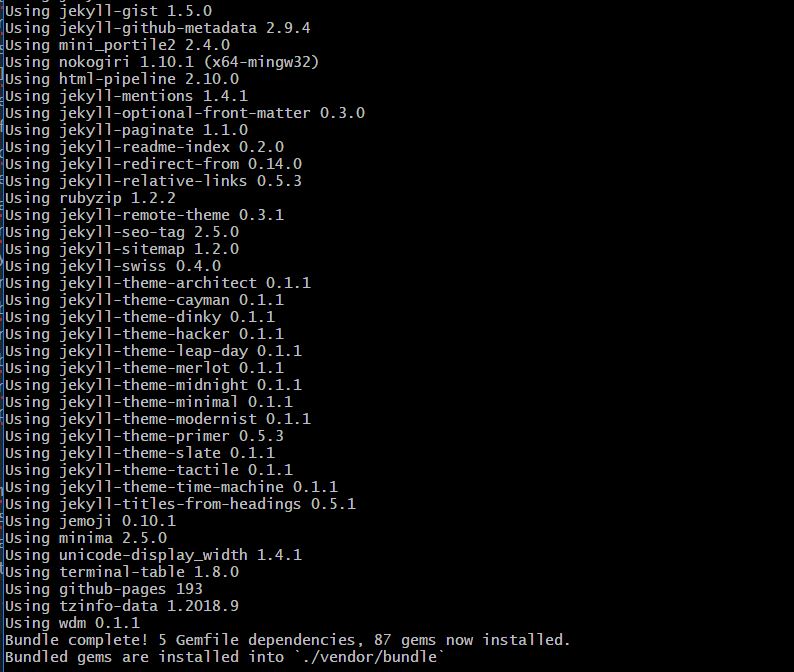 Using jekyll-gist 1.5.0
Using jekyll-github-metadata 2.9.4
Using mini_portile2 2.4.0
Using nokogiri 1.10.1 (x64-mingw32)
Using html-pipeline 2.10.0
Using jekyll-mentions 1.4.1
Using jekyll-optional-front-matter 0.3.0
Using jekyll-paginate 1.1.0
Using jekyll-readme-index 0.2.0
Using jekyll-redirect-from 0.14.0
Using jekyll-relative-links 0.5.3
Using rubyzip 1.2.2
Using jekyll-remote-theme 0.3.1
Using jekyll-seo-tag 2.5.0
Using jekyll-sitemap 1.2.0
Using jekyll-swiss 0.4.0
Using jekyll-theme-architect 0.1.1
Using jekyll-theme-cayman 0.1.1
Using jekyll-theme-dinky 0.1.1
Using jekyll-theme-hacker 0.1.1
Using jekyll-theme-leap-day 0.1.1
Using jekyll-theme-merlot 0.1.1
Using jekyll-theme-midnight 0.1.1
Using jekyll-theme-minimal 0.1.1
Using jekyll-theme-modernist 0.1.1
Using jekyll-theme-primer 0.5.3
Using jekyll-theme-slate 0.1.1
Using jekyll-theme-tactile 0.1.1
Using jekyll-theme-time-machine 0.1.1
Using jekyll-titles-from-headings 0.5.1
Using jemoji 0.10.1
Using minima 2.5.0
Using unicode-display_width 1.4.1
Using terminal-table 1.8.0
Using github-pages 193
Using tzinfo-data 1.2018.9
Using wdm 0.1.1
Bundle complete! 5 Gemfile dependencies, 87 gems now installed.
Bundled gems are installed into `./vendor/bundle`